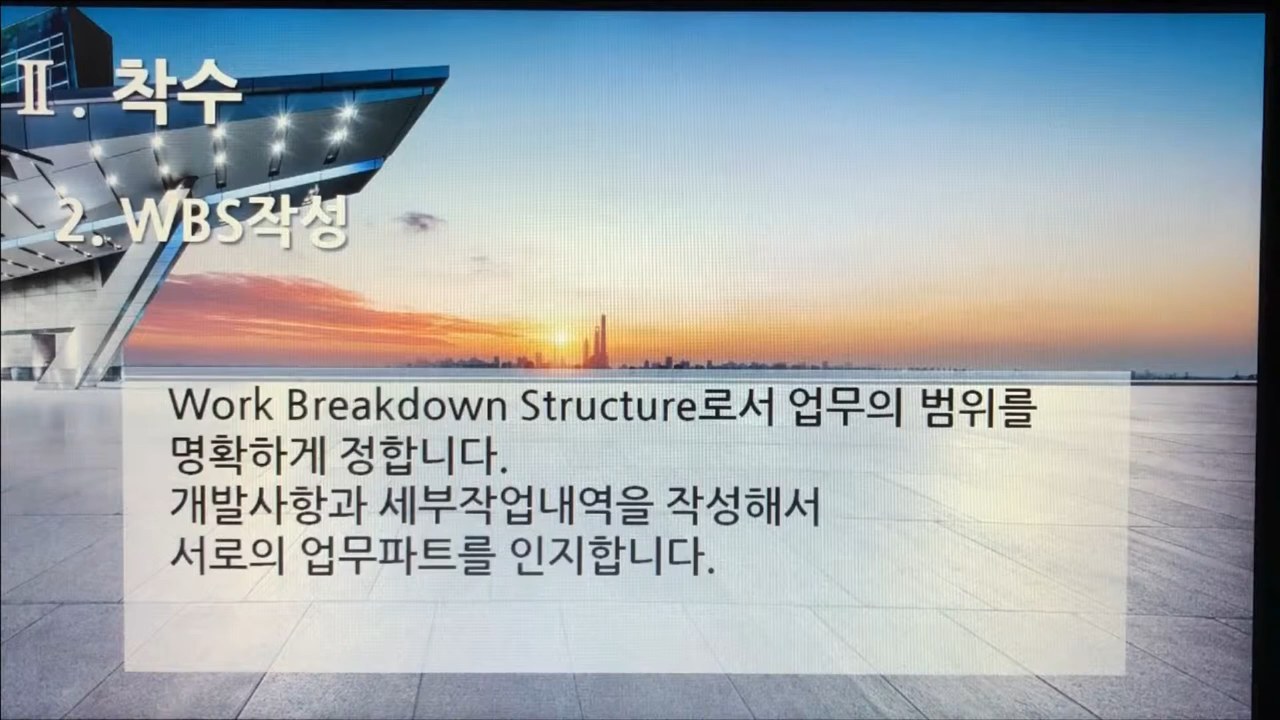 Ⅱ. 착수
2. WBS작성
Work Breakdown Structure로서 업무의 범위를
명확하게 정합니다.
개발사항과 세부작업내역을 작성해서
서로의 업무파트를 인지합니다.